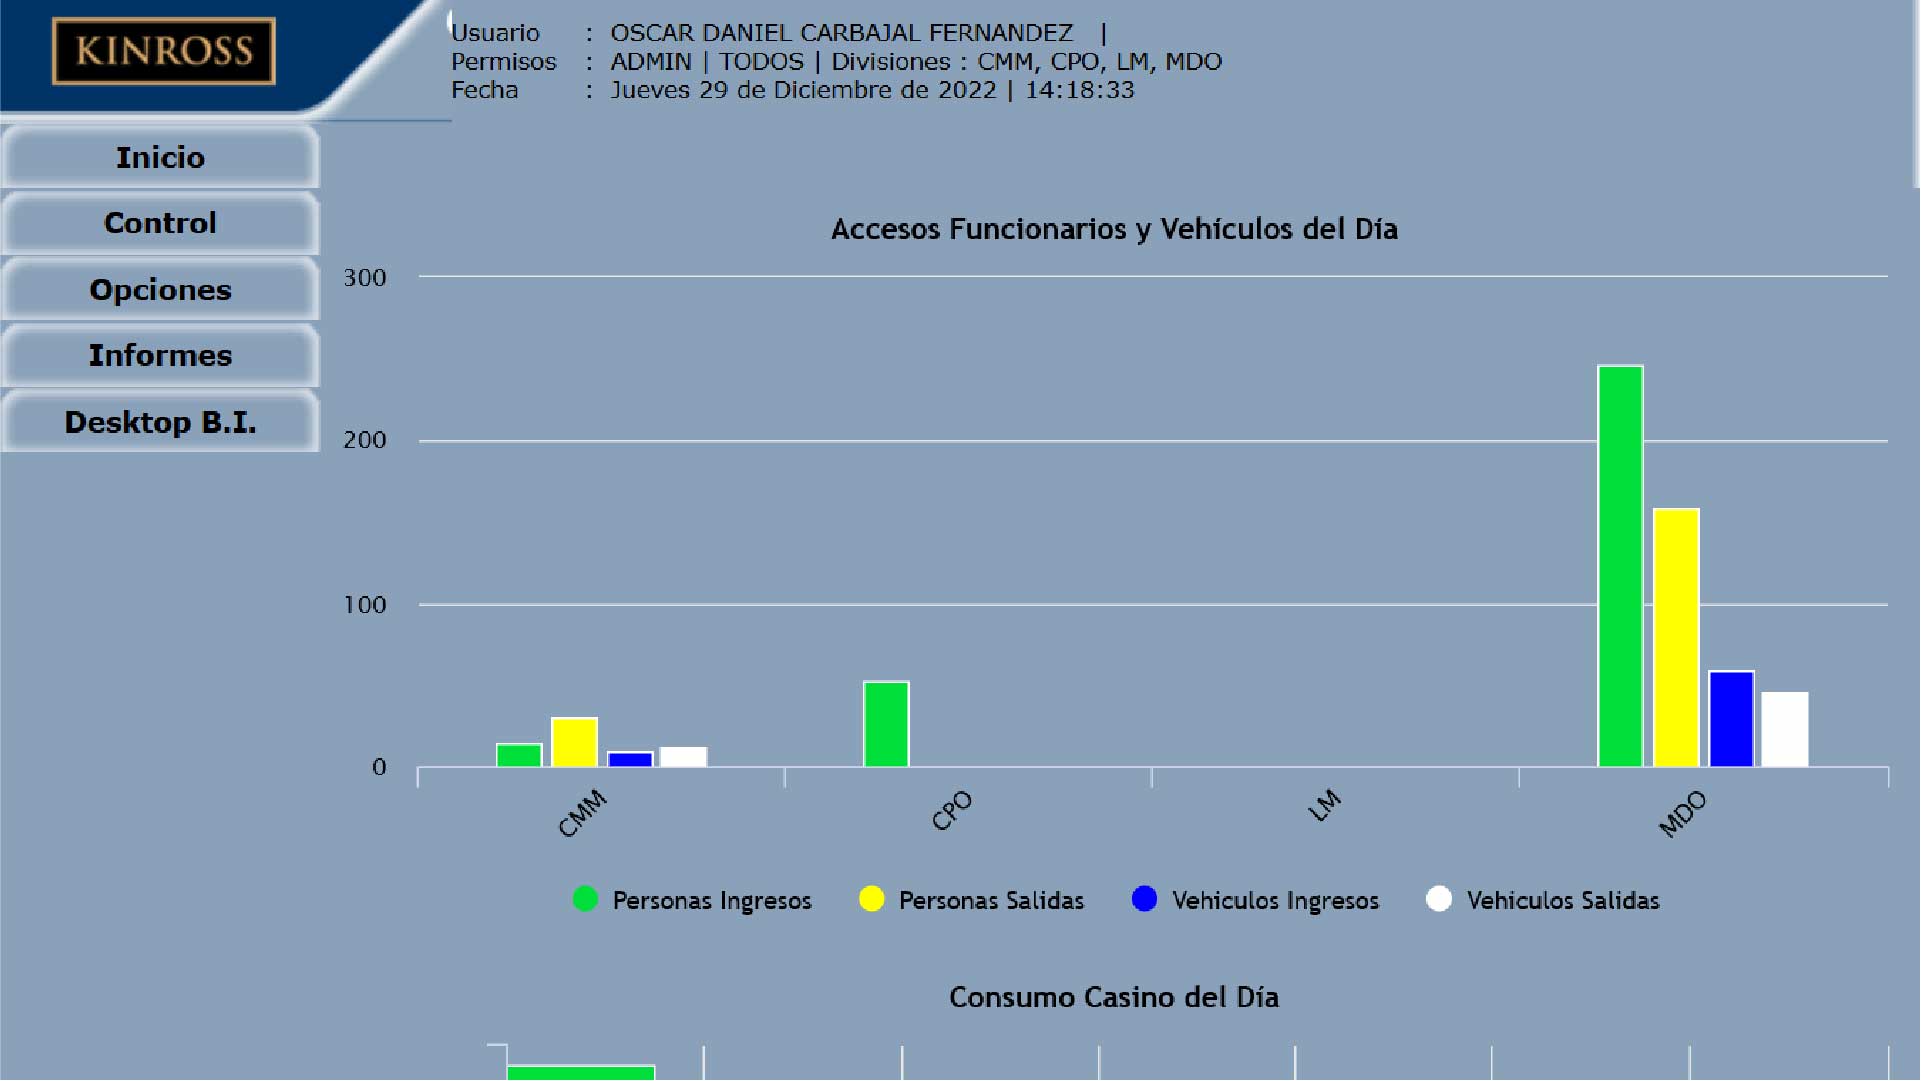 KINROSS
Usuario : OSCAR DANIEL CARBAJAL FERNANDEZ |
Permisos : ADMIN | TODOS | Divisiones : CMM, CPO, LM, MDO
Fecha : Jueves 29 de Diciembre de 2022 | 14:18:33
Inicio
Control
Opciones
Informes
Desktop B.I.
Accesos Funcionarios y Vehículos del Día
300
200
100
0
CMM
CPO
LM
MDO
Personas Ingresos
Personas Salidas
Vehiculos Ingresos
Vehiculos Salidas
Consumo Casino del Día